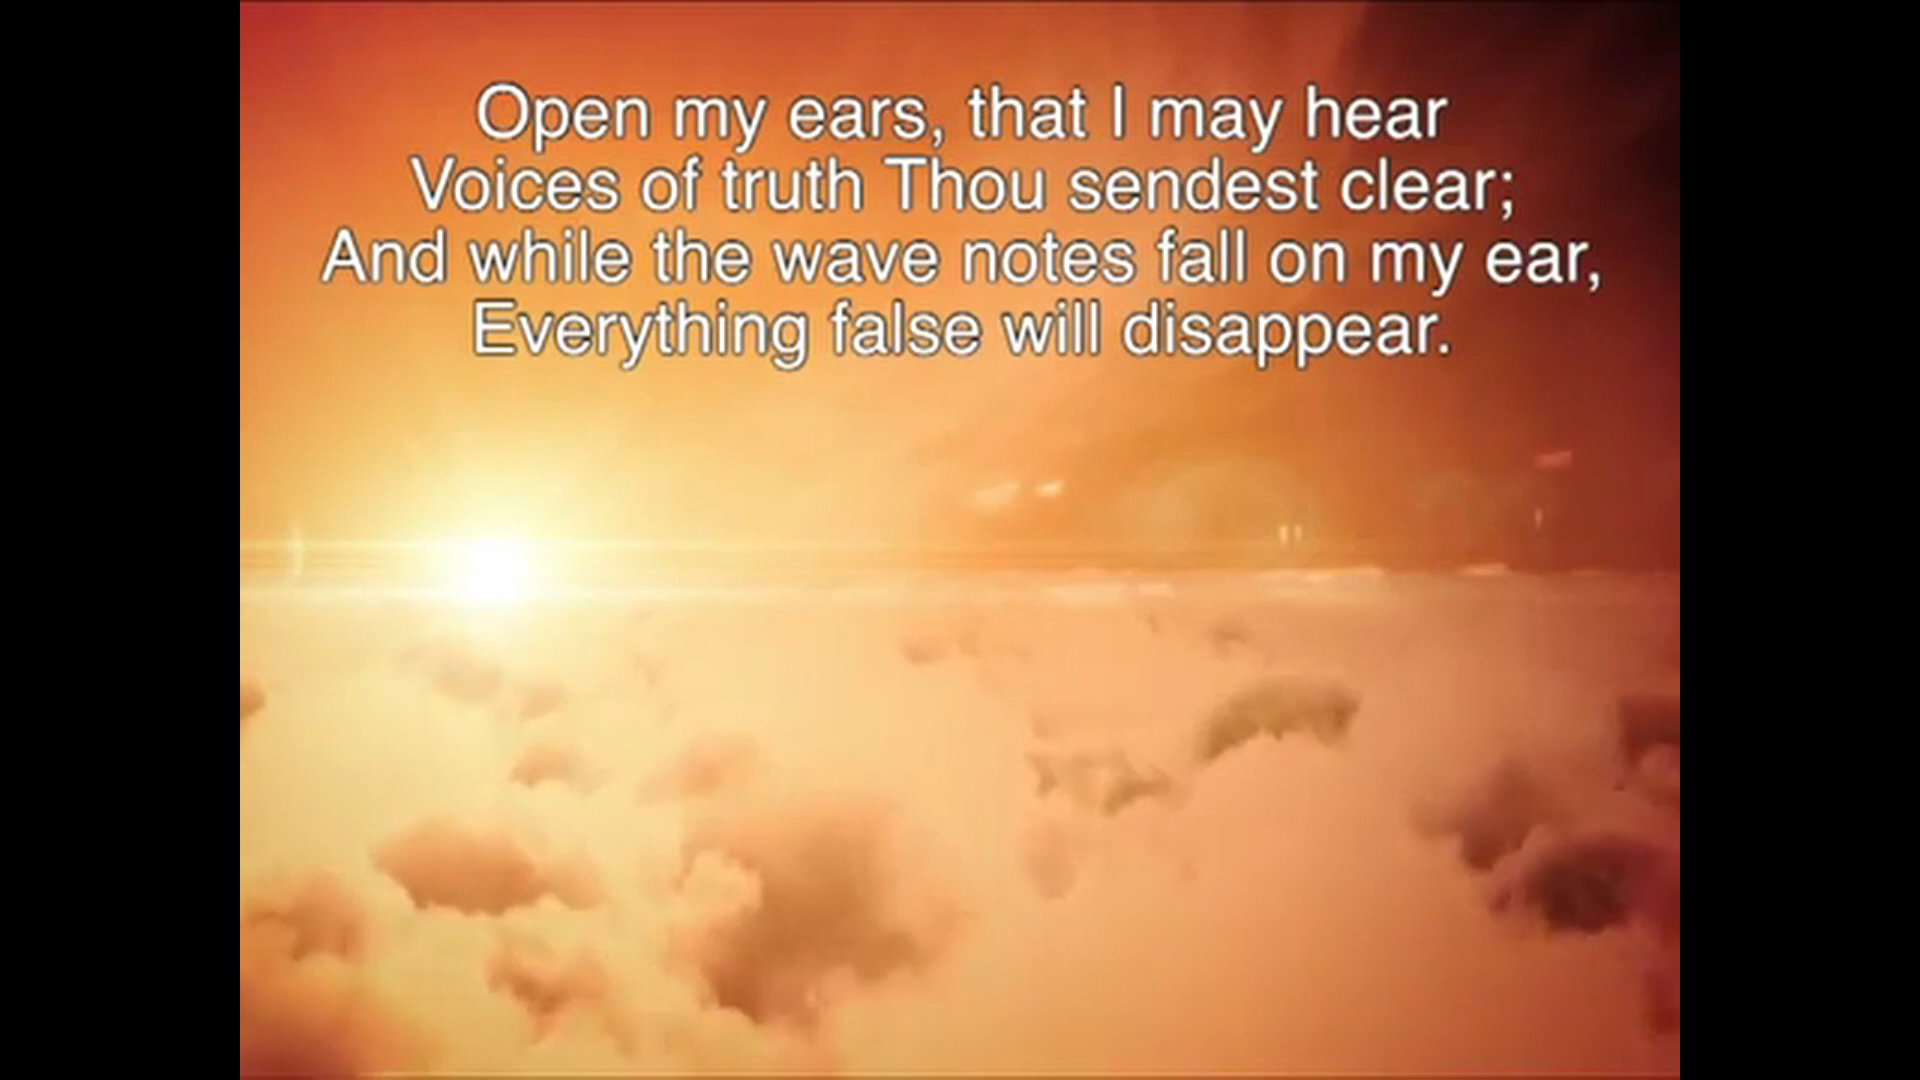 Open my ears, that I may hear
Voices of truth Thou sendest clear;
And while the wave notes fall on my ear,
Everything false will disappear.